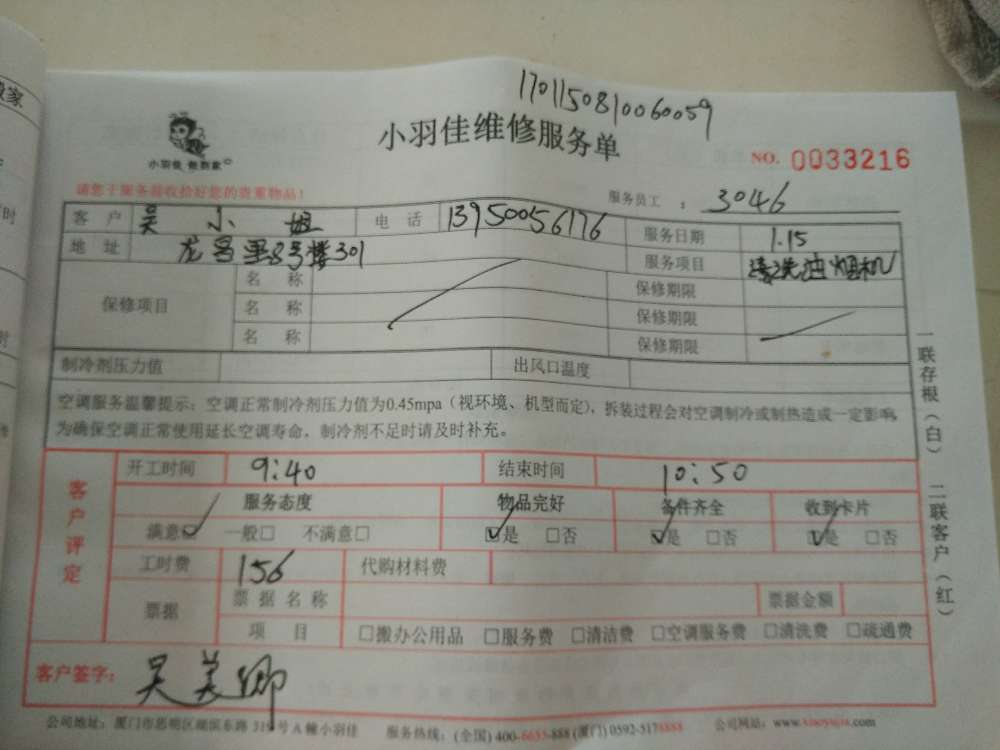 1701150810060059
小羽佳 做到家
小羽佳维修服务单
NO. 0033216
请您于服务前收拾好您的贵重物品！
服务员工 ： 3046
客 户 吴小姐 电 话 13950056176 服务日期 1.15
地 址 龙昌里8号楼301 服务项目 清洗油烟机
保修项目 名 称 保修期限
名 称 保修期限
名 称 保修期限
制冷剂压力值 出风口温度
空调服务温馨提示：空调正常制冷剂压力值为0.45mpa（视环境、机型而定），拆装过程会对空调制冷或制热造成一定影响，
为确保空调正常使用延长空调寿命，制冷剂不足时请及时补充。
一联存根（白） 二联客户（红）
客户评定
开工时间 9:40 结束时间 10:50
服务态度 物品完好 备件齐全 收到卡片
满意☑ 一般□ 不满意□ ☑是 □否 ☑是 □否 ☑是 □否
工时费 156 代购材料费
票据 票据名称 票据金额
项 目 □搬办公用品 □服务费 □清洁费 □空调服务费 □清洗费 □疏通费
客户签字： 吴美卿
公司地址：厦门市思明区湖滨东路 号A幢小羽佳 服务热线：(全国) 400-6655-888 (厦门) 0592-5178888 公司网址：www.xiaoyujia.com